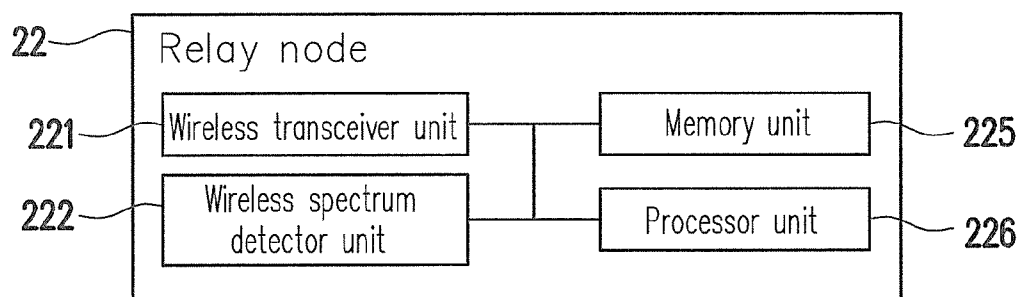 22
Relay node
221
Wireless transceiver unit
Memory unit
225
222
Wireless spectrum
detector unit
Processor unit
226